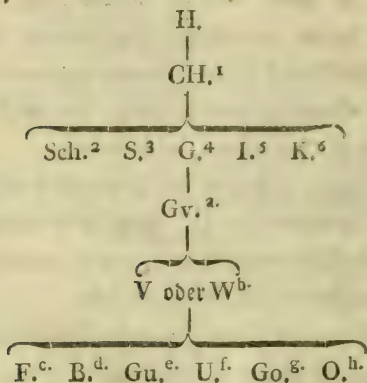 H.
CH.¹
Sch.² S.³ G.⁴ I.⁵ K.⁶
Gv.ᵃ·
V oder Wᵇ·
F.ᶜ· B.ᵈ· Gu.ᵉ· U.ᶠ· Go.ᵍ· O.ʰ·